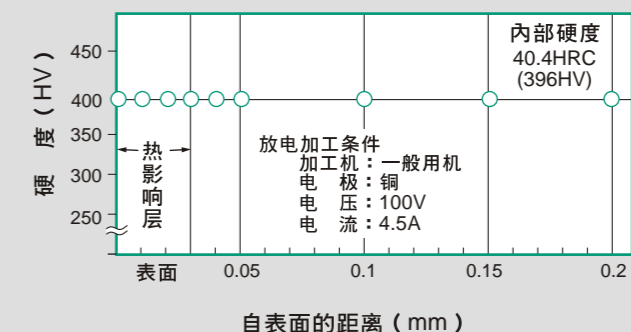 硬 度 (HV)
450
400
350
300
250
内部硬度
40.4HRC
(396HV)
热影响层
放电加工条件
加工机：一般用机
电　极：铜
电　压：100V
电　流：4.5A
表面 0.05 0.1 0.15 0.2
自表面的距离（mm）